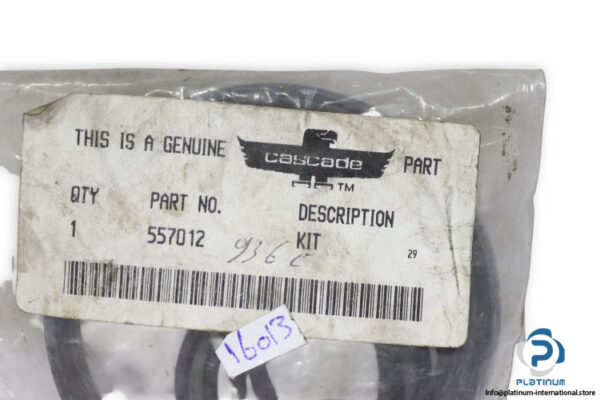 THIS IS A GENUINE cascade TM PART
QTY PART NO. DESCRIPTION
1 557012 KIT 29
936 c
16013
PLATINUM
info@platinum-international.store